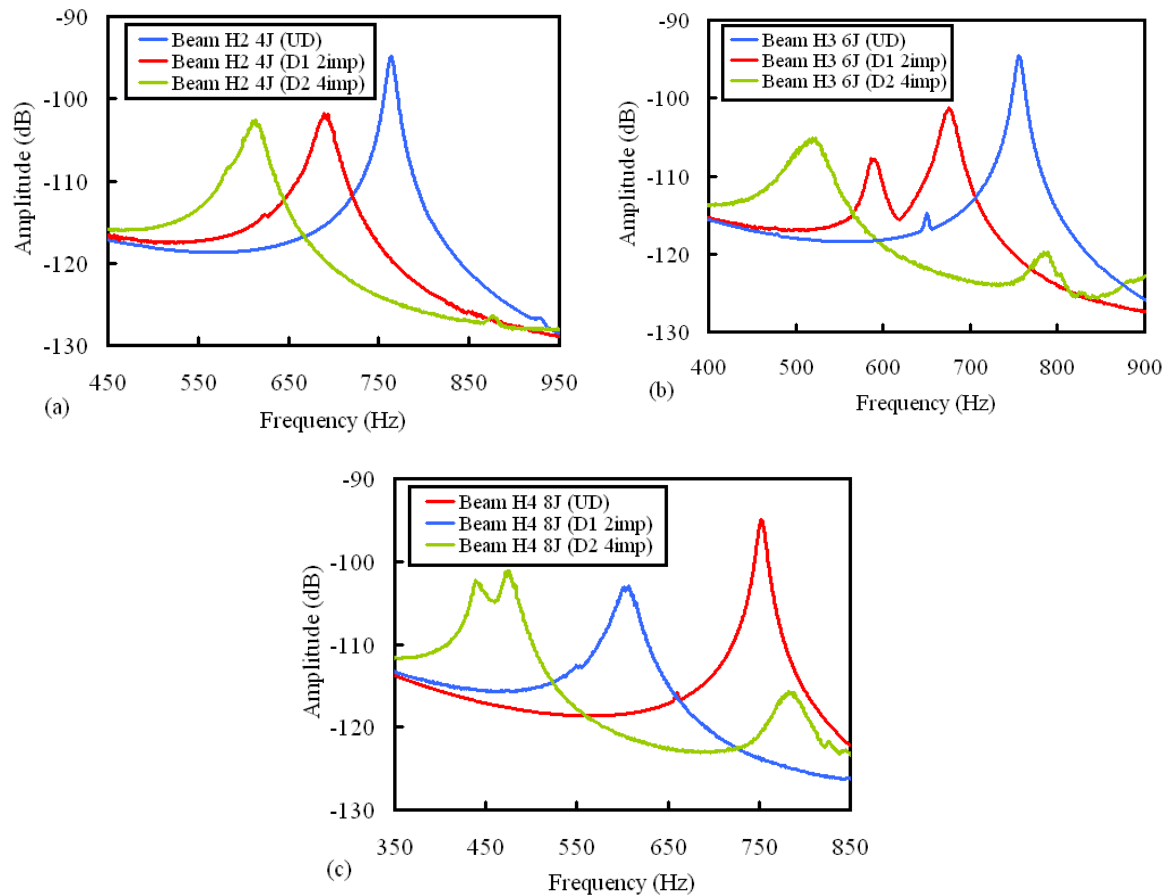 -90
-100
-110
-120
-130
Amplitude (dB)
Beam H2 4J (UD)
Beam H2 4J (D1 2imp)
Beam H2 4J (D2 4imp)
450 550 650 750 850 950
Frequency (Hz)
(a)
-90
-100
-110
-120
-130
Amplitude (dB)
Beam H3 6J (UD)
Beam H3 6J (D1 2imp)
Beam H3 6J (D2 4imp)
400 500 600 700 800 900
Frequency (Hz)
(b)
-90
-100
-110
-120
-130
Amplitude (dB)
Beam H4 8J (UD)
Beam H4 8J (D1 2imp)
Beam H4 8J (D2 4imp)
350 450 550 650 750 850
Frequency (Hz)
(c)